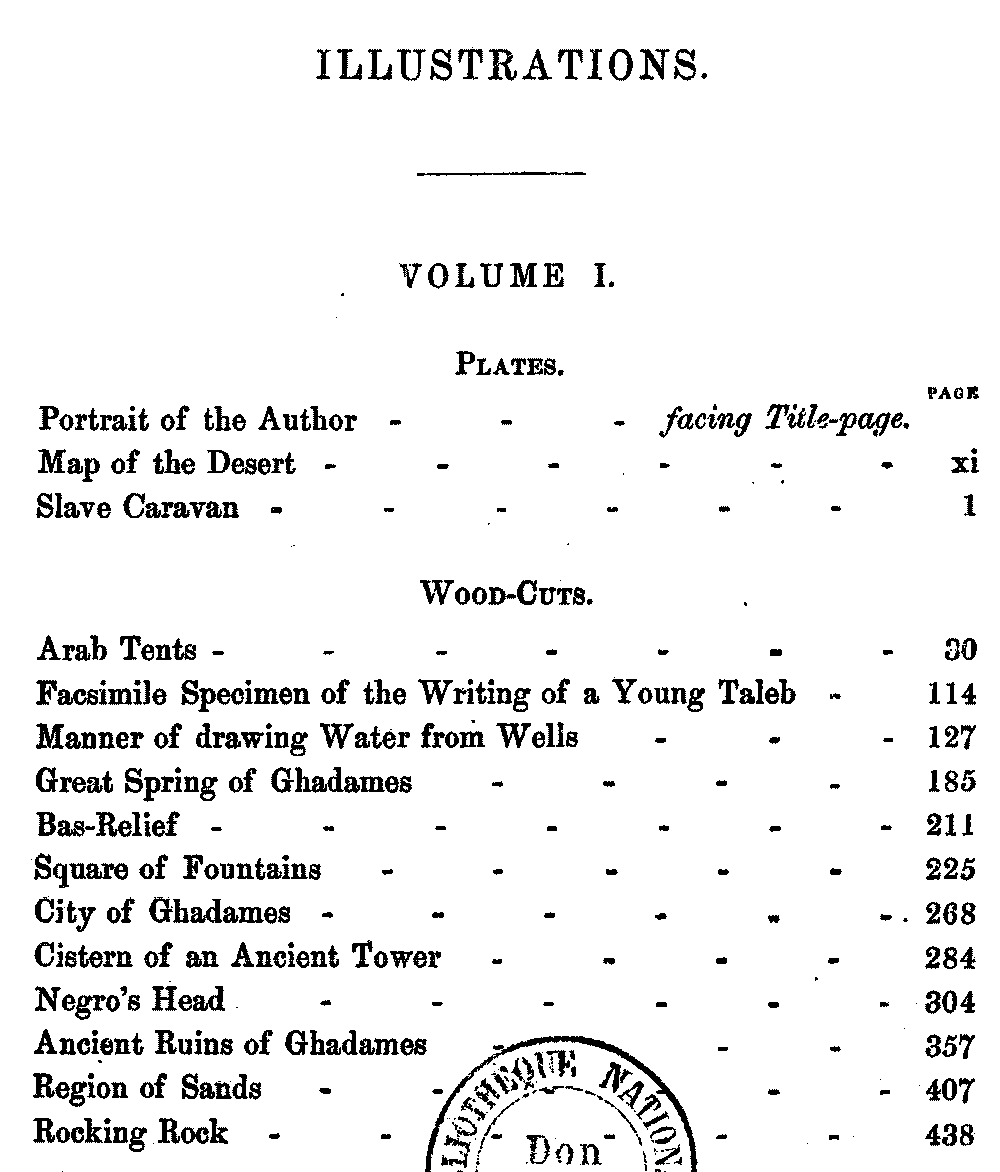 ILLUSTRATIONS.
VOLUME I.
PLATES.
PAGE
Portrait of the Author - - - facing Title-page.
Map of the Desert - - - - - - xi
Slave Caravan - - - - - - 1
WOOD-CUTS.
Arab Tents - - - - - - - 30
Facsimile Specimen of the Writing of a Young Taleb - 114
Manner of drawing Water from Wells - - - 127
Great Spring of Ghadames - - - - 185
Bas-Relief - - - - - - - 211
Square of Fountains - - - - - 225
City of Ghadames - - - - - - 268
Cistern of an Ancient Tower - - - - 284
Negro's Head - - - - - - 304
Ancient Ruins of Ghadames - - - 357
Region of Sands - - - - 407
Rocking Rock - - - - - - 438
LIOTHEQUE NATION
Don